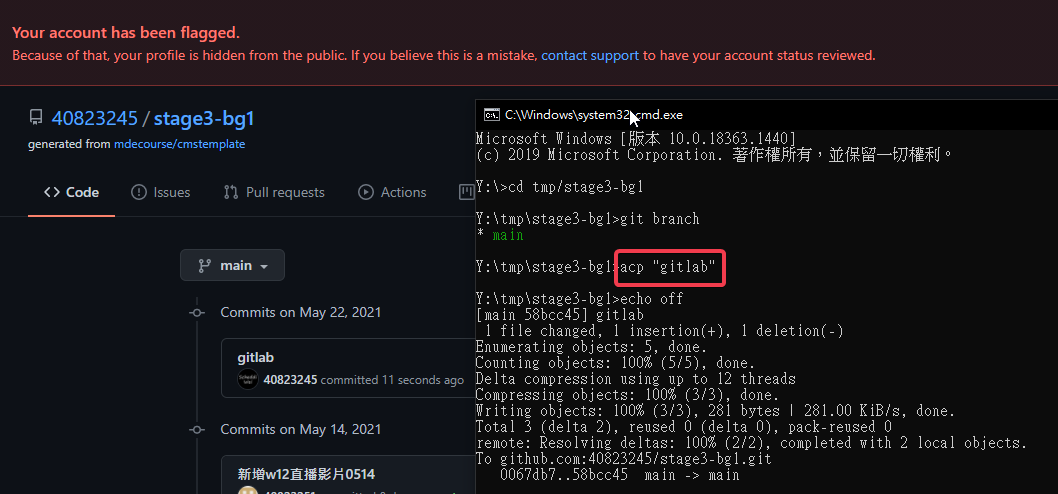 Your account has been flagged.
Because of that, your profile is hidden from the public. If you believe this is a mistake, contact support to have your account status reviewed.
40823245 / stage3-bg1
generated from mdecourse/cmstemplate
Code Issues Pull requests Actions
main
Commits on May 22, 2021
gitlab
40823245 committed 11 seconds ago
Commits on May 14, 2021
新增w12直播影片0514
C:\Windows\system32\cmd.exe
Microsoft Windows [版本 10.0.18363.1440]
(c) 2019 Microsoft Corporation. 著作權所有，並保留一切權利。
Y:\>cd tmp/stage3-bg1
Y:\tmp\stage3-bg1>git branch
* main
Y:\tmp\stage3-bg1>acp "gitlab"
Y:\tmp\stage3-bg1>echo off
[main 58bcc45] gitlab
1 file changed, 1 insertion(+), 1 deletion(-)
Enumerating objects: 5, done.
Counting objects: 100% (5/5), done.
Delta compression using up to 12 threads
Compressing objects: 100% (3/3), done.
Writing objects: 100% (3/3), 281 bytes | 281.00 KiB/s, done.
Total 3 (delta 2), reused 0 (delta 0), pack-reused 0
remote: Resolving deltas: 100% (2/2), completed with 2 local objects.
To github.com:40823245/stage3-bg1.git
0067db7..58bcc45 main -> main